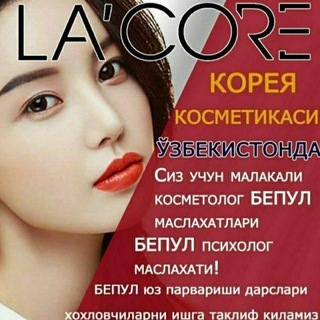 LA'CORE
КОРЕЯ
КОСМЕТИКАСИ
ЎЗБЕКИСТОНДА
Сиз учун малакали
косметолог БЕПУЛ
маслахатлари
БЕПУЛ психолог
маслахати!
БЕПУЛ юз парвариши дарслари
хохловчиларни ишга таклиф киламиз